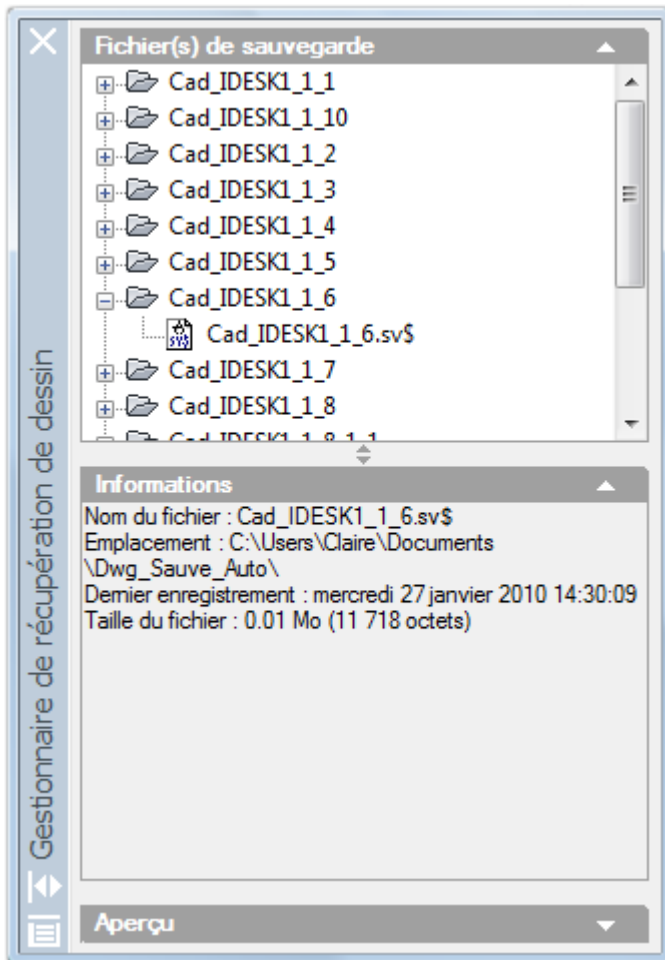 Fichier(s) de sauvegarde
Cad_IDESK1_1_1
Cad_IDESK1_1_10
Cad_IDESK1_1_2
Cad_IDESK1_1_3
Cad_IDESK1_1_4
Cad_IDESK1_1_5
Cad_IDESK1_1_6
Cad_IDESK1_1_6.sv$
Cad_IDESK1_1_7
Cad_IDESK1_1_8
Cad_IDESK1_1_8_1_1
Gestionnaire de récupération de dessin
Informations
Nom du fichier : Cad_IDESK1_1_6.sv$
Emplacement : C:\Users\Claire\Documents
\Dwg_Sauve_Auto\
Dernier enregistrement : mercredi 27 janvier 2010 14:30:09
Taille du fichier : 0.01 Mo (11 718 octets)
Aperçu